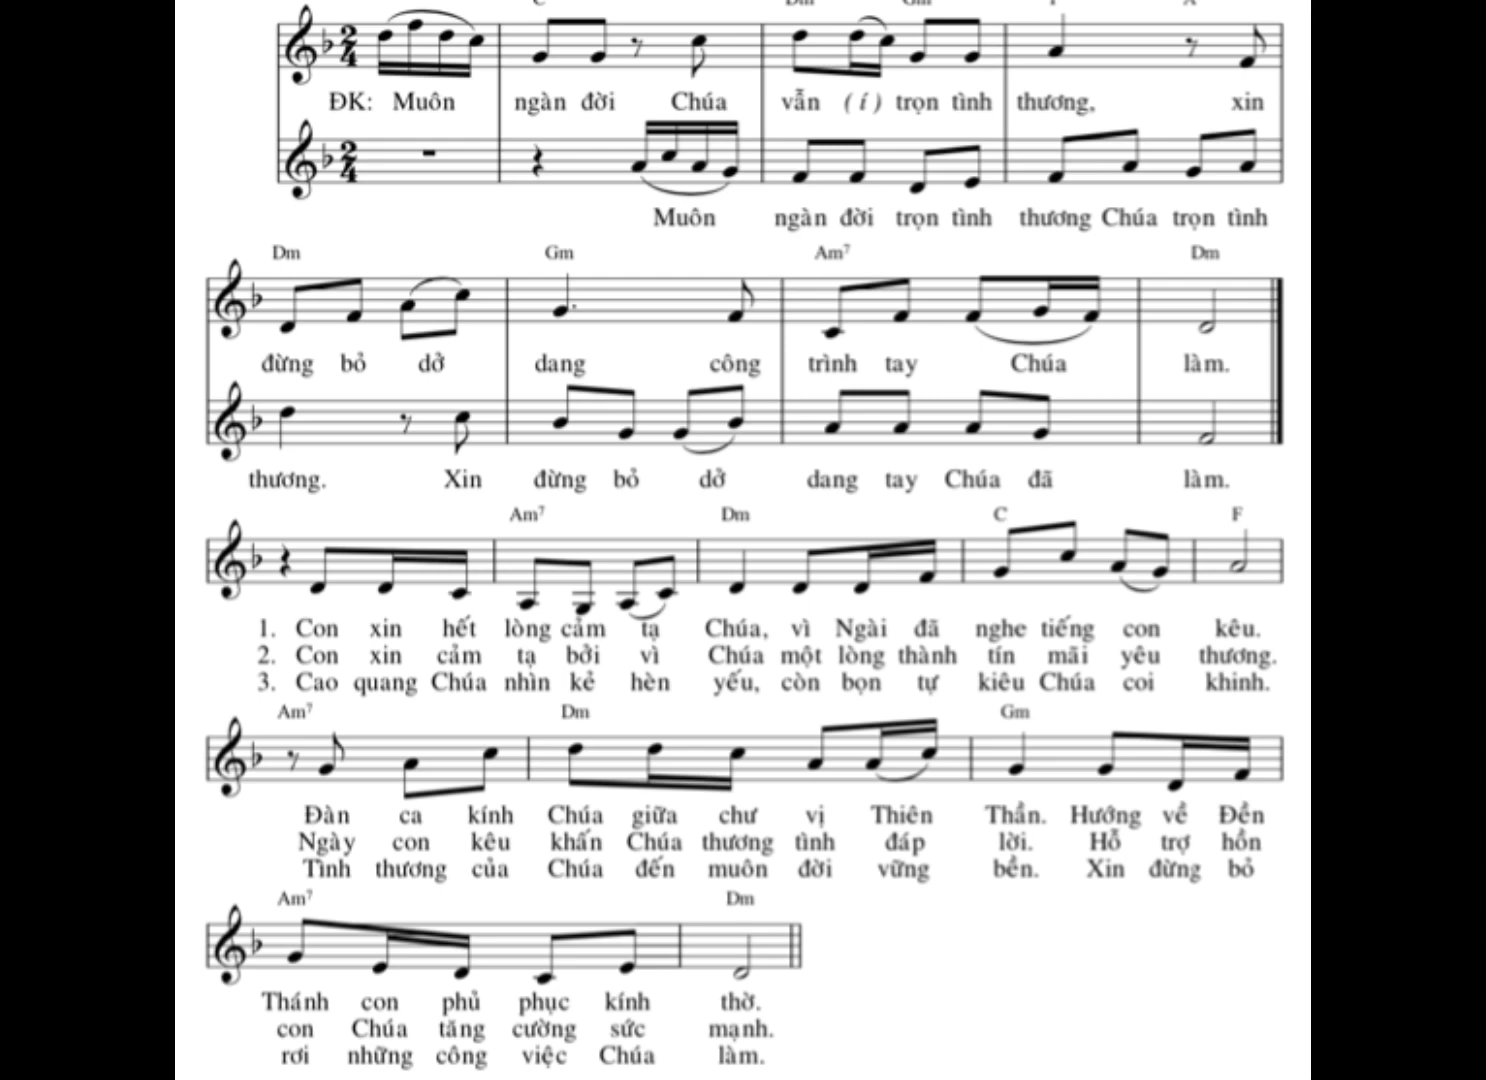 ĐK: Muôn ngàn đời Chúa vẫn ( í ) trọn tình thương, xin
Muôn ngàn đời trọn tình thương Chúa trọn tình
Dm Gm Am7 Dm
đừng bỏ dở dang công trình tay Chúa làm.
thương. Xin đừng bỏ dở dang tay Chúa đã làm.
Am7 Dm C F
1. Con xin hết lòng cảm tạ Chúa, vì Ngài đã nghe tiếng con kêu.
2. Con xin cảm tạ bởi vì Chúa một lòng thành tín mãi yêu thương.
3. Cao quang Chúa nhìn kẻ hèn yếu, còn bọn tự kiêu Chúa coi khinh.
Am7 Dm Gm
Đàn ca kính Chúa giữa chư vị Thiên Thần. Hướng về Đền
Ngày con kêu khấn Chúa thương tình đáp lời. Hỗ trợ hồn
Tình thương của Chúa đến muôn đời vững bền. Xin đừng bỏ
Am7 Dm
Thánh con phủ phục kính thờ.
con Chúa tăng cường sức mạnh.
rơi những công việc Chúa làm.